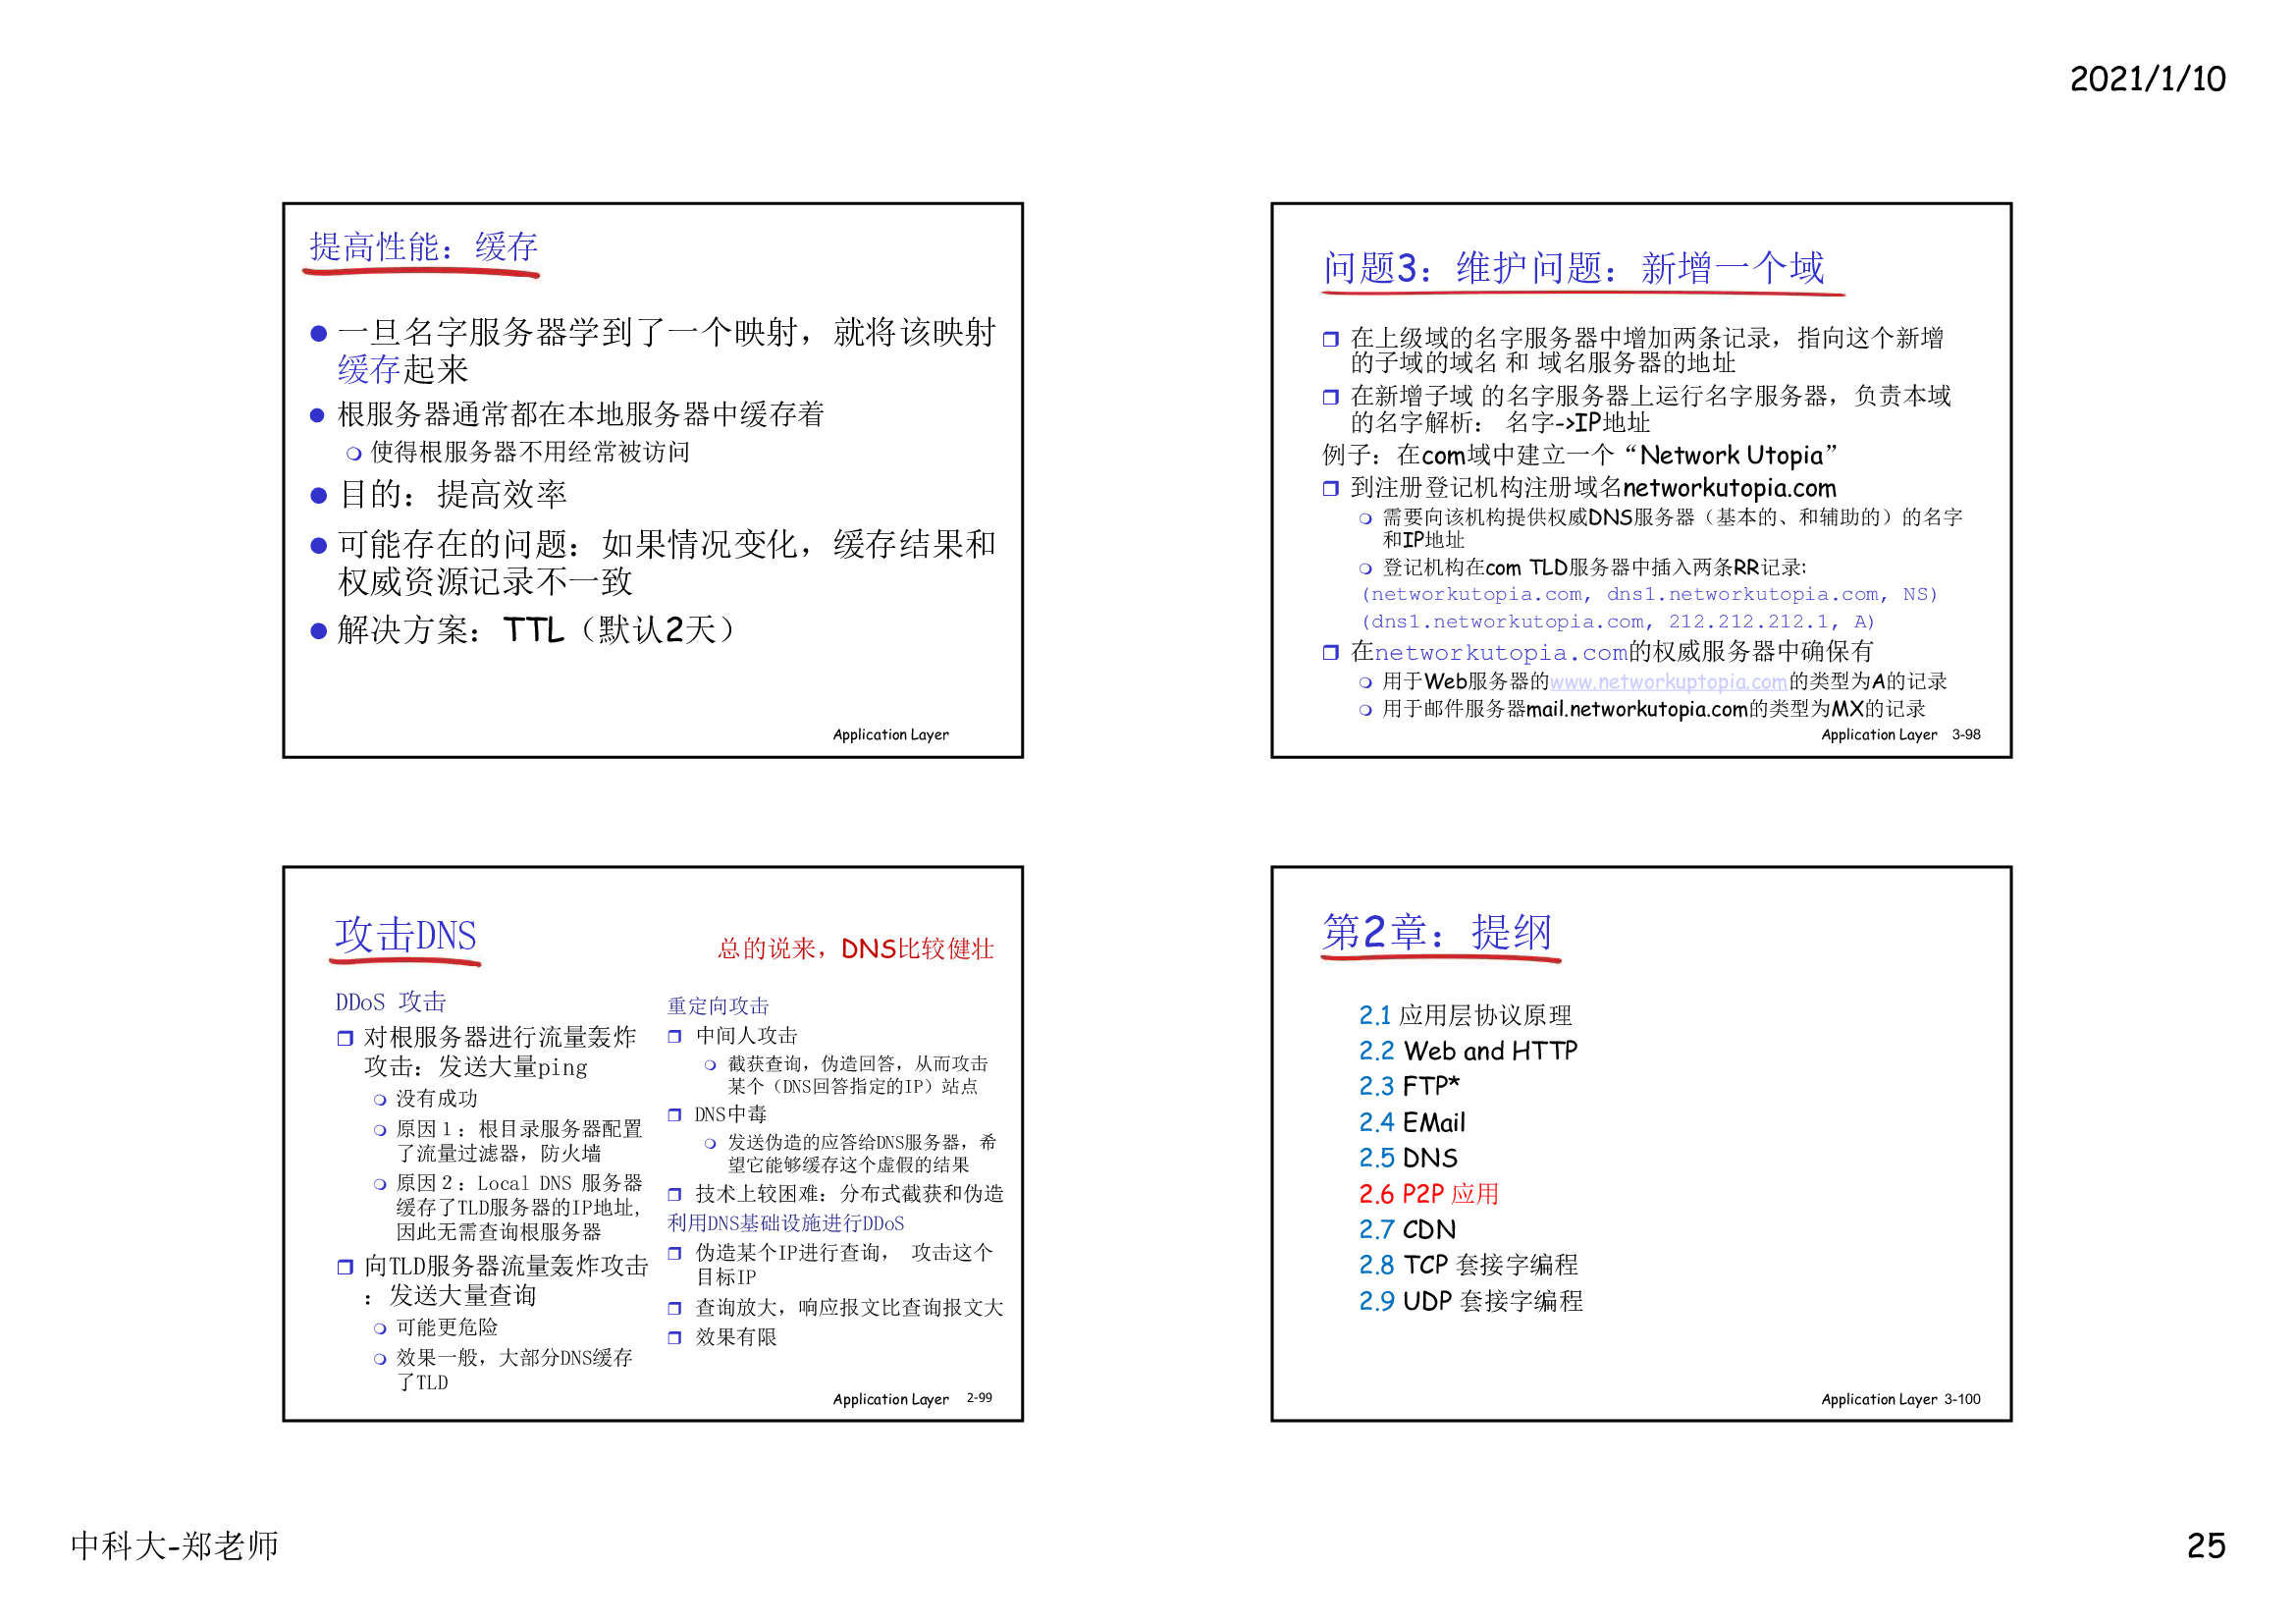 2021/1/10
提高性能：缓存
一旦名字服务器学到了一个映射，就将该映射
缓存起来
根服务器通常都在本地服务器中缓存着
使得根服务器不用经常被访问
目的：提高效率
可能存在的问题：如果情况变化，缓存结果和
权威资源记录不一致
解决方案：TTL（默认2天）
Application Layer
问题3：维护问题：新增一个域
在上级域的名字服务器中增加两条记录，指向这个新增
的子域的域名 和 域名服务器的地址
在新增子域 的名字服务器上运行名字服务器，负责本域
的名字解析： 名字->IP地址
例子：在com域中建立一个“Network Utopia”
到注册登记机构注册域名networkutopia.com
需要向该机构提供权威DNS服务器（基本的、和辅助的）的名字
和IP地址
登记机构在com TLD服务器中插入两条RR记录:
(networkutopia.com, dns1.networkutopia.com, NS)
(dns1.networkutopia.com, 212.212.212.1, A)
在networkutopia.com的权威服务器中确保有
用于Web服务器的www.networkuptopia.com的类型为A的记录
用于邮件服务器mail.networkutopia.com的类型为MX的记录
Application Layer 3-98
攻击DNS
总的说来，DNS比较健壮
DDoS 攻击
对根服务器进行流量轰炸
攻击：发送大量ping
没有成功
原因１：根目录服务器配置
了流量过滤器，防火墙
原因２：Local DNS 服务器
缓存了TLD服务器的IP地址,
因此无需查询根服务器
向TLD服务器流量轰炸攻击
：发送大量查询
可能更危险
效果一般，大部分DNS缓存
了TLD
重定向攻击
中间人攻击
截获查询，伪造回答，从而攻击
某个（DNS回答指定的IP）站点
DNS中毒
发送伪造的应答给DNS服务器，希
望它能够缓存这个虚假的结果
技术上较困难：分布式截获和伪造
利用DNS基础设施进行DDoS
伪造某个IP进行查询， 攻击这个
目标IP
查询放大，响应报文比查询报文大
效果有限
Application Layer 2-99
第2章：提纲
2.1 应用层协议原理
2.2 Web and HTTP
2.3 FTP*
2.4 EMail
2.5 DNS
2.6 P2P 应用
2.7 CDN
2.8 TCP 套接字编程
2.9 UDP 套接字编程
Application Layer 3-100
中科大-郑老师
25